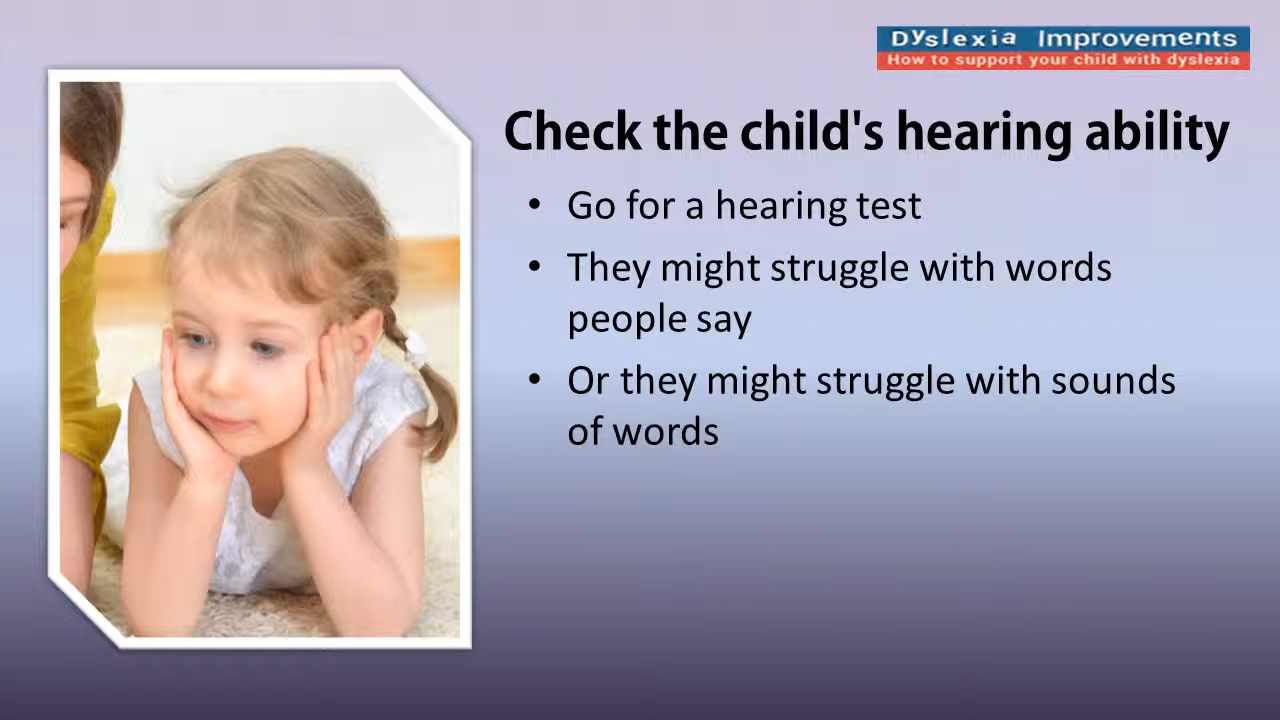 Dyslexia Improvements
How to support your child with dyslexia
Check the child's hearing ability
• Go for a hearing test
• They might struggle with words
people say
• Or they might struggle with sounds
of words